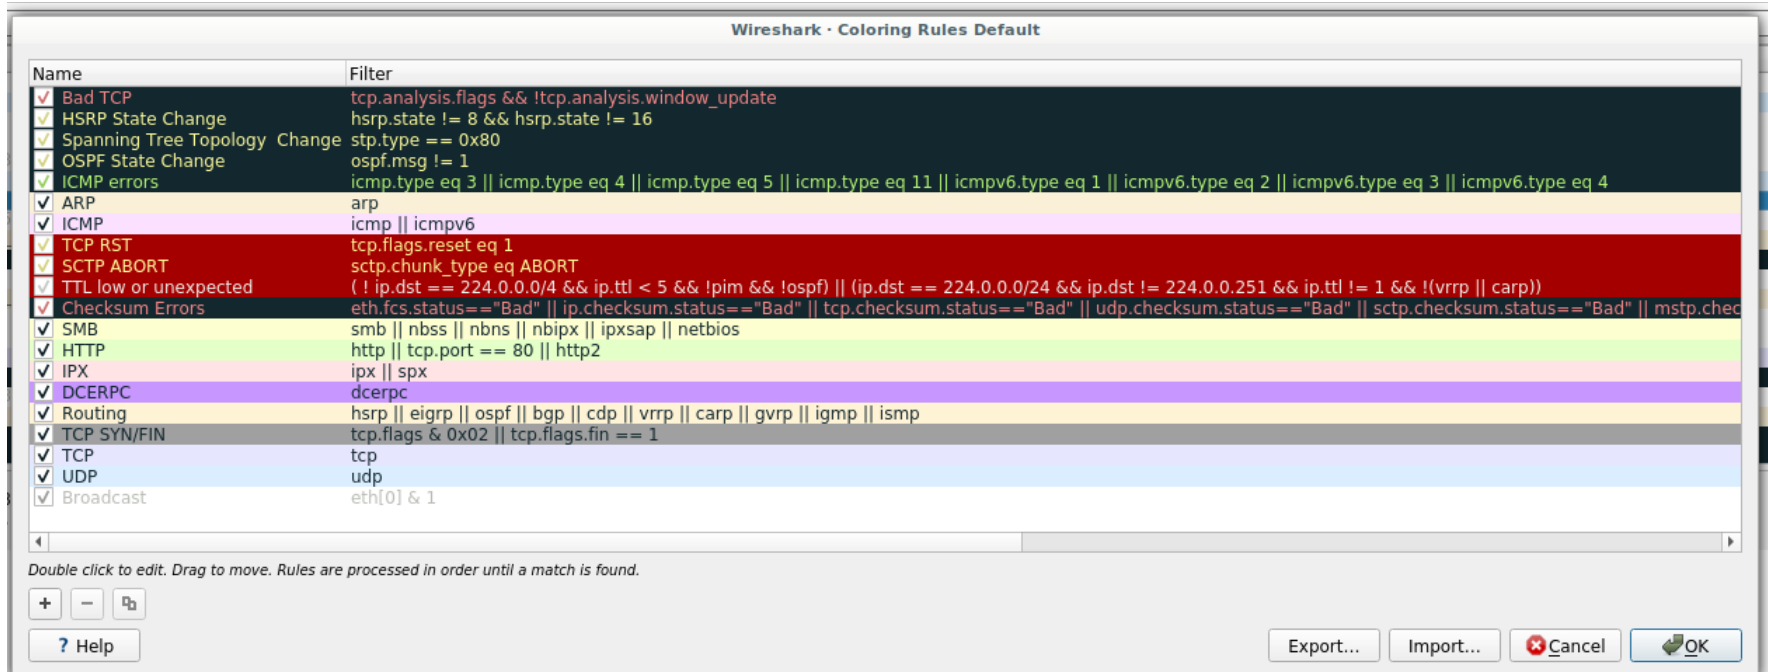 Wireshark · Coloring Rules Default
Name Filter
Bad TCP tcp.analysis.flags && !tcp.analysis.window_update
HSRP State Change hsrp.state != 8 && hsrp.state != 16
Spanning Tree Topology  Change stp.type == 0x80
OSPF State Change ospf.msg != 1
ICMP errors icmp.type eq 3 || icmp.type eq 4 || icmp.type eq 5 || icmp.type eq 11 || icmpv6.type eq 1 || icmpv6.type eq 2 || icmpv6.type eq 3 || icmpv6.type eq 4
ARP arp
ICMP icmp || icmpv6
TCP RST tcp.flags.reset eq 1
SCTP ABORT sctp.chunk_type eq ABORT
TTL low or unexpected ( ! ip.dst == 224.0.0.0/4 && ip.ttl < 5 && !pim && !ospf) || (ip.dst == 224.0.0.0/24 && ip.dst != 224.0.0.251 && ip.ttl != 1 && !(vrrp || carp))
Checksum Errors eth.fcs.status=="Bad" || ip.checksum.status=="Bad" || tcp.checksum.status=="Bad" || udp.checksum.status=="Bad" || sctp.checksum.status=="Bad" || mstp.chec
SMB smb || nbss || nbns || nbipx || ipxsap || netbios
HTTP http || tcp.port == 80 || http2
IPX ipx || spx
DCERPC dcerpc
Routing hsrp || eigrp || ospf || bgp || cdp || vrrp || carp || gvrp || igmp || ismp
TCP SYN/FIN tcp.flags & 0x02 || tcp.flags.fin == 1
TCP tcp
UDP udp
Broadcast eth[0] & 1
Double click to edit. Drag to move. Rules are processed in order until a match is found.
? Help Export... Import... Cancel OK